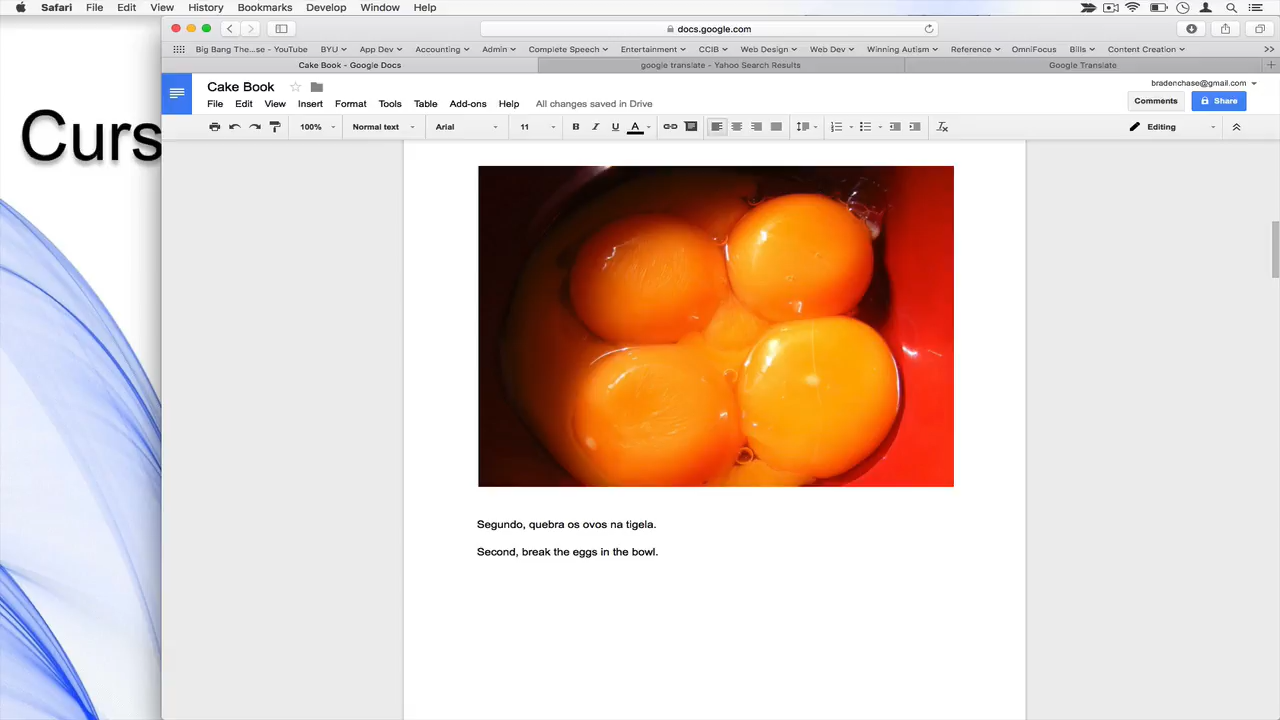 Safari File Edit View History Bookmarks Develop Window Help
Curs
docs.google.com
Big Bang The...se - YouTube BYU App Dev Accounting Admin Complete Speech Entertainment CCIB Web Design Web Dev Winning Autism Reference OmniFocus Bills Content Creation >>
Cake Book - Google Docs google translate - Yahoo Search Results Google Translate +
Cake Book
bradenchase@gmail.com
File Edit View Insert Format Tools Table Add-ons Help All changes saved in Drive
Comments Share
100% Normal text Arial 11 B I U A Editing
Segundo, quebra os ovos na tigela.
Second, break the eggs in the bowl.